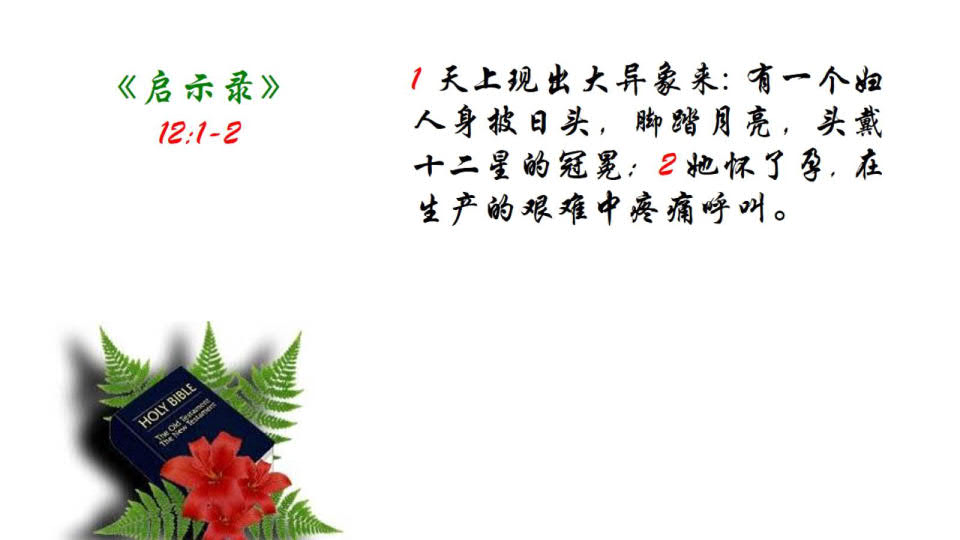 《启示录》
12:1-2
1 天上现出大异象来：有一个妇
人身披日头，脚踏月亮，头戴
十二星的冠冕；2 她怀了孕，在
生产的艰难中疼痛呼叫。
HOLY BIBLE
The Old Testament
The New Testament